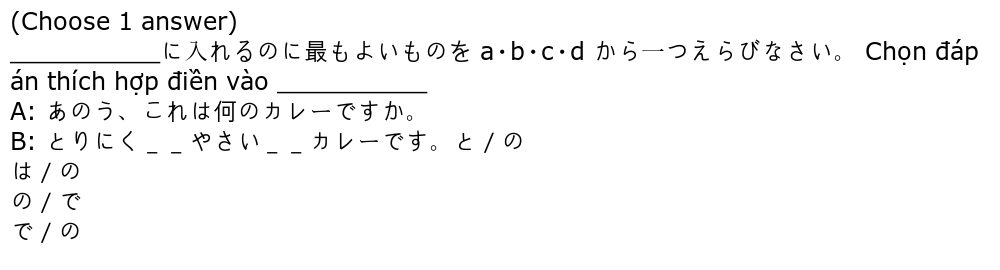 (Choose 1 answer)
____________に入れるのに最もよいものを a・b・c・d から一つえらびなさい。 Chọn đáp
án thích hợp điền vào ____________
A: あのう、これは何のカレーですか。
B: とりにく _ _ やさい _ _ カレーです。と / の
は / の
の / で
で / の